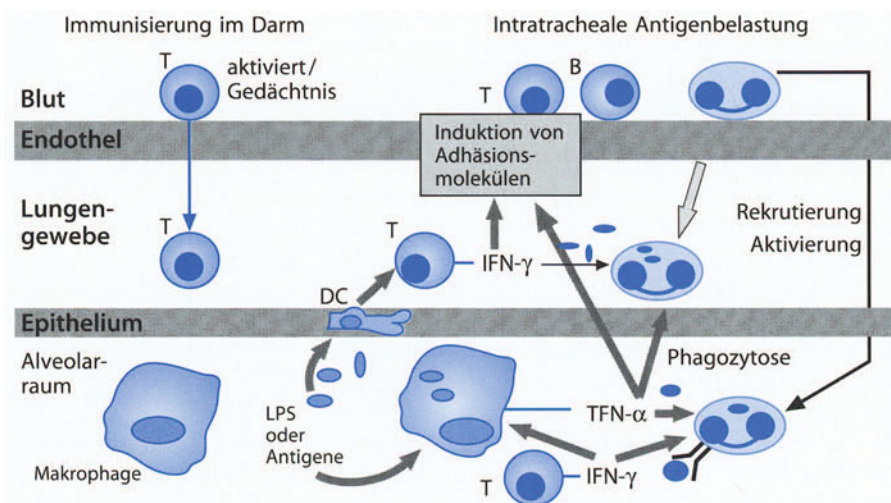 Immunisierung im Darm
Intratracheale Antigenbelastung
T
aktiviert/
Gedächtnis
T
B
Blut
Endothel
Induktion von
Adhäsions-
molekülen
Lungen-
gewebe
T
T
IFN-γ
Rekrutierung
Aktivierung
DC
Epithelium
Alveolar-
raum
Makrophage
LPS
oder
Antigene
TFN-α
Phagozytose
T
IFN-γ